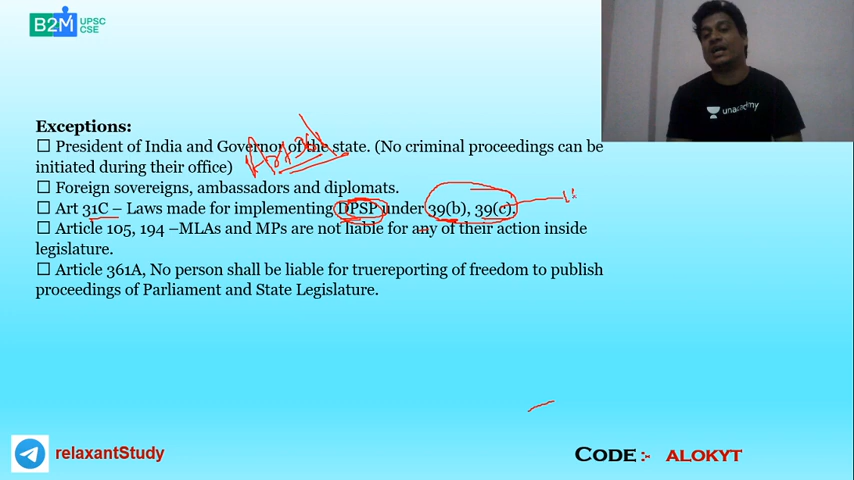 B2M UPSC
CSE
unacademy
Exceptions:
☐ President of India and Governor of the state. (No criminal proceedings can be
initiated during their office)
☐ Foreign sovereigns, ambassadors and diplomats.
☐ Art 31C – Laws made for implementing DPSP under 39(b), 39(c).
☐ Article 105, 194 –MLAs and MPs are not liable for any of their action inside
legislature.
☐ Article 361A, No person shall be liable for truereporting of freedom to publish
proceedings of Parliament and State Legislature.
relaxantStudy
CODE :- ALOKYT